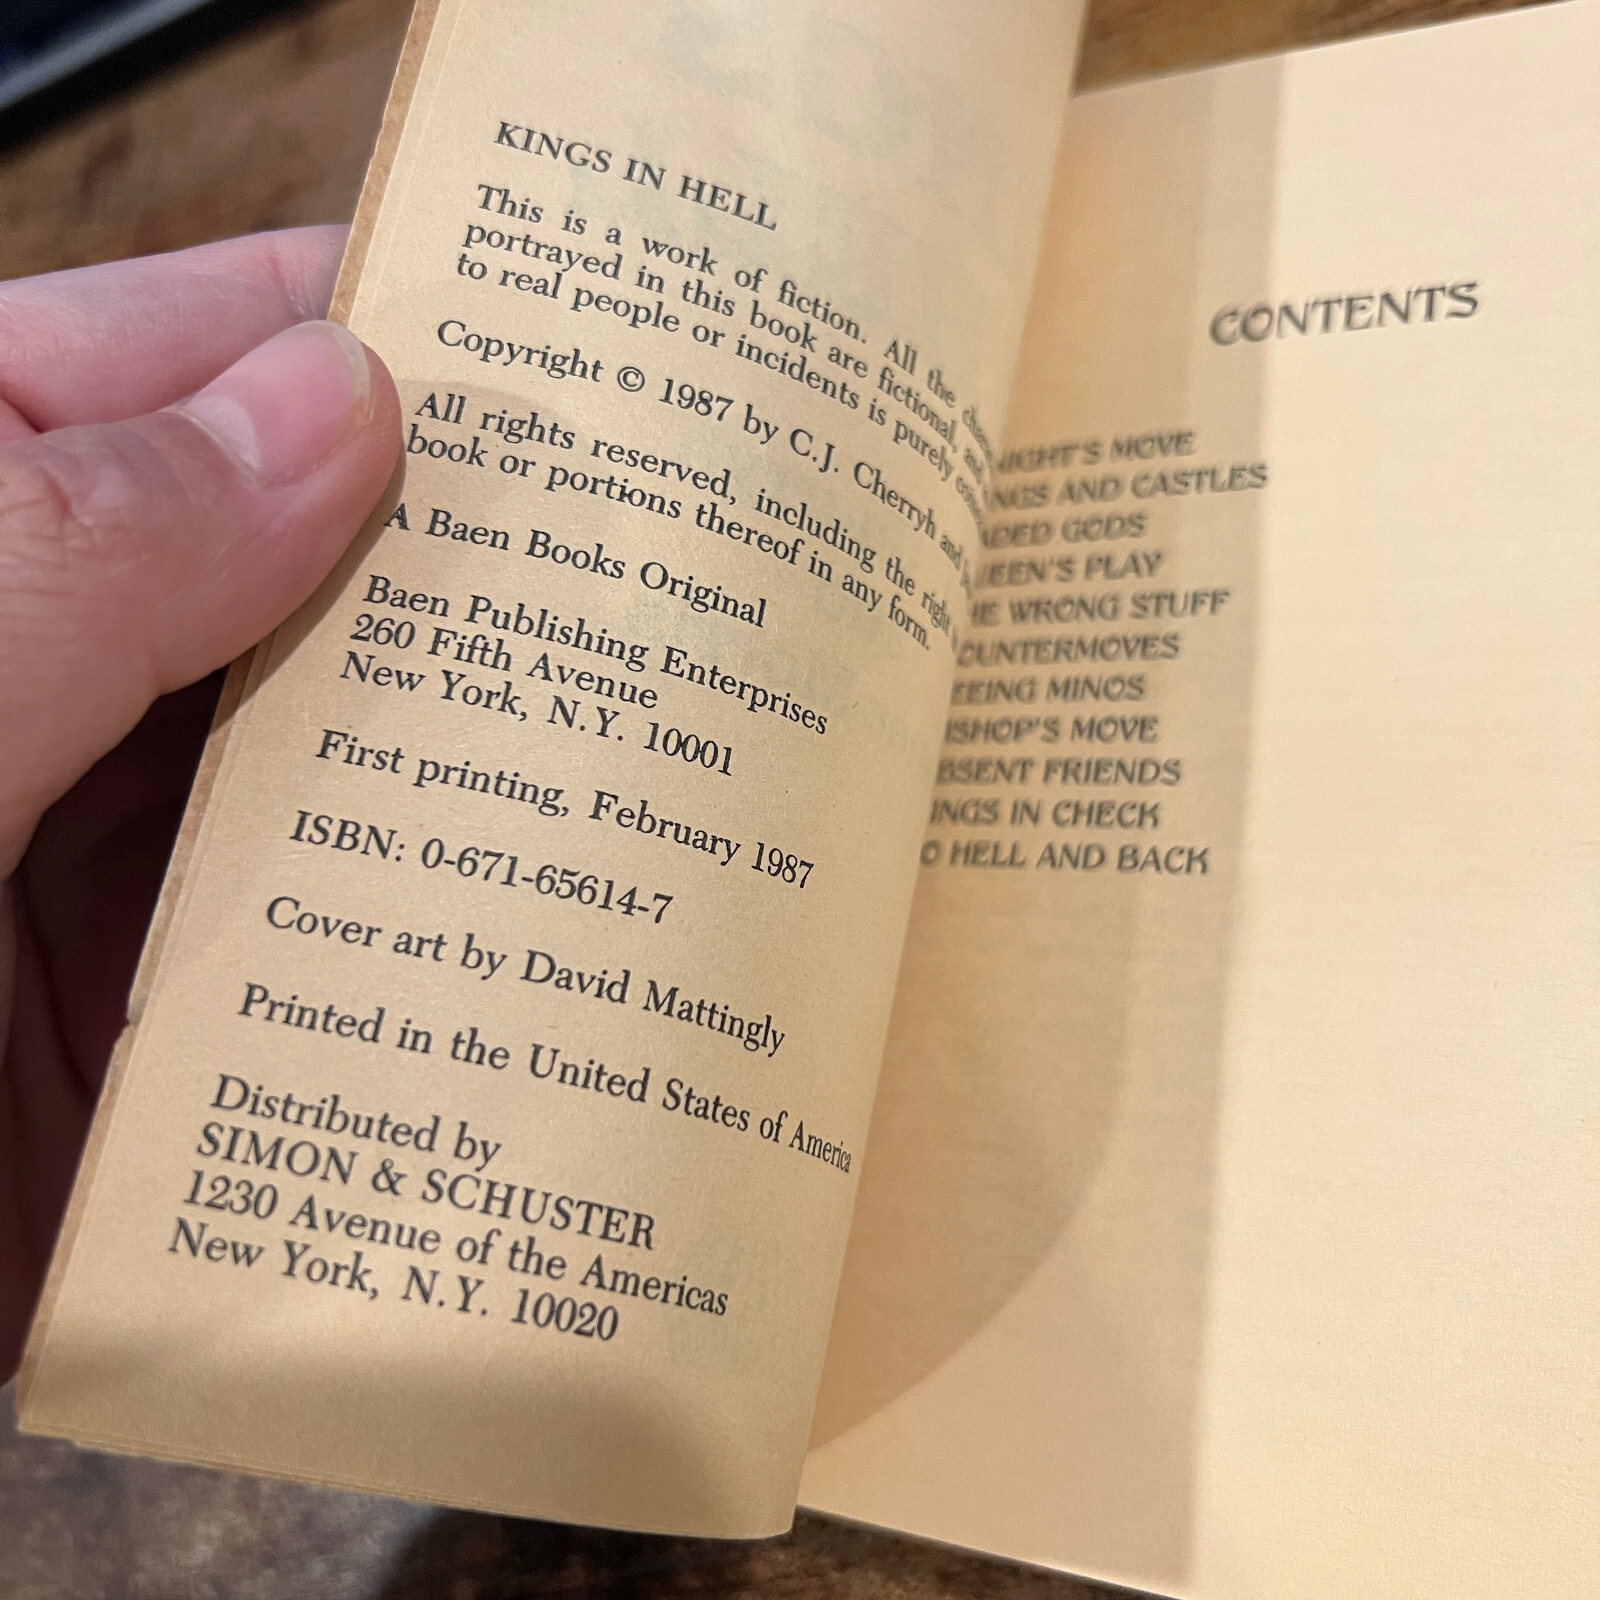 KINGS IN HELL
This is a work of fiction. All the
portrayed in this book are fictional,
to real people or incidents is purely
Copyright © 1987 by C.J. Cherryh and
All rights reserved, including the right
book or portions thereof in any form.
A Baen Books Original
Baen Publishing Enterprises
260 Fifth Avenue
New York, N.Y. 10001
First printing, February 1987
ISBN: 0-671-65614-7
Cover art by David Mattingly
Printed in the United States of America
Distributed by
SIMON & SCHUSTER
1230 Avenue of the Americas
New York, N.Y. 10020
CONTENTS
MOVE
AND CASTLES
GODS
PLAY
WRONG STUFF
MINOS
MOVE
FRIENDS
IN CHECK
HELL AND BACK